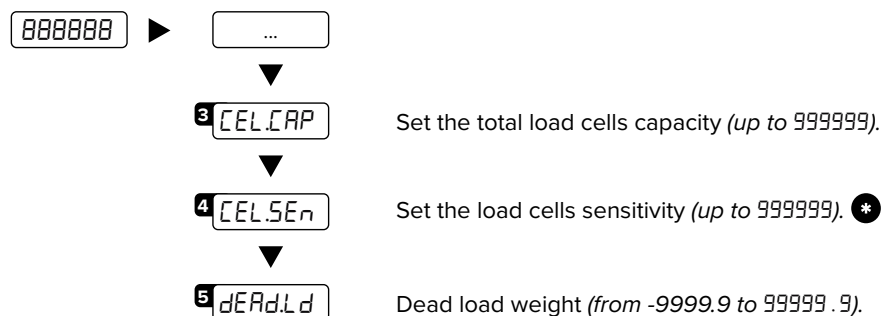 888888
...
3 CEL.CAP Set the total load cells capacity (up to 999999).
4 CEL.SEn Set the load cells sensitivity (up to 999999). *
5 dEAd.Ld Dead load weight (from -9999.9 to 99999.9).